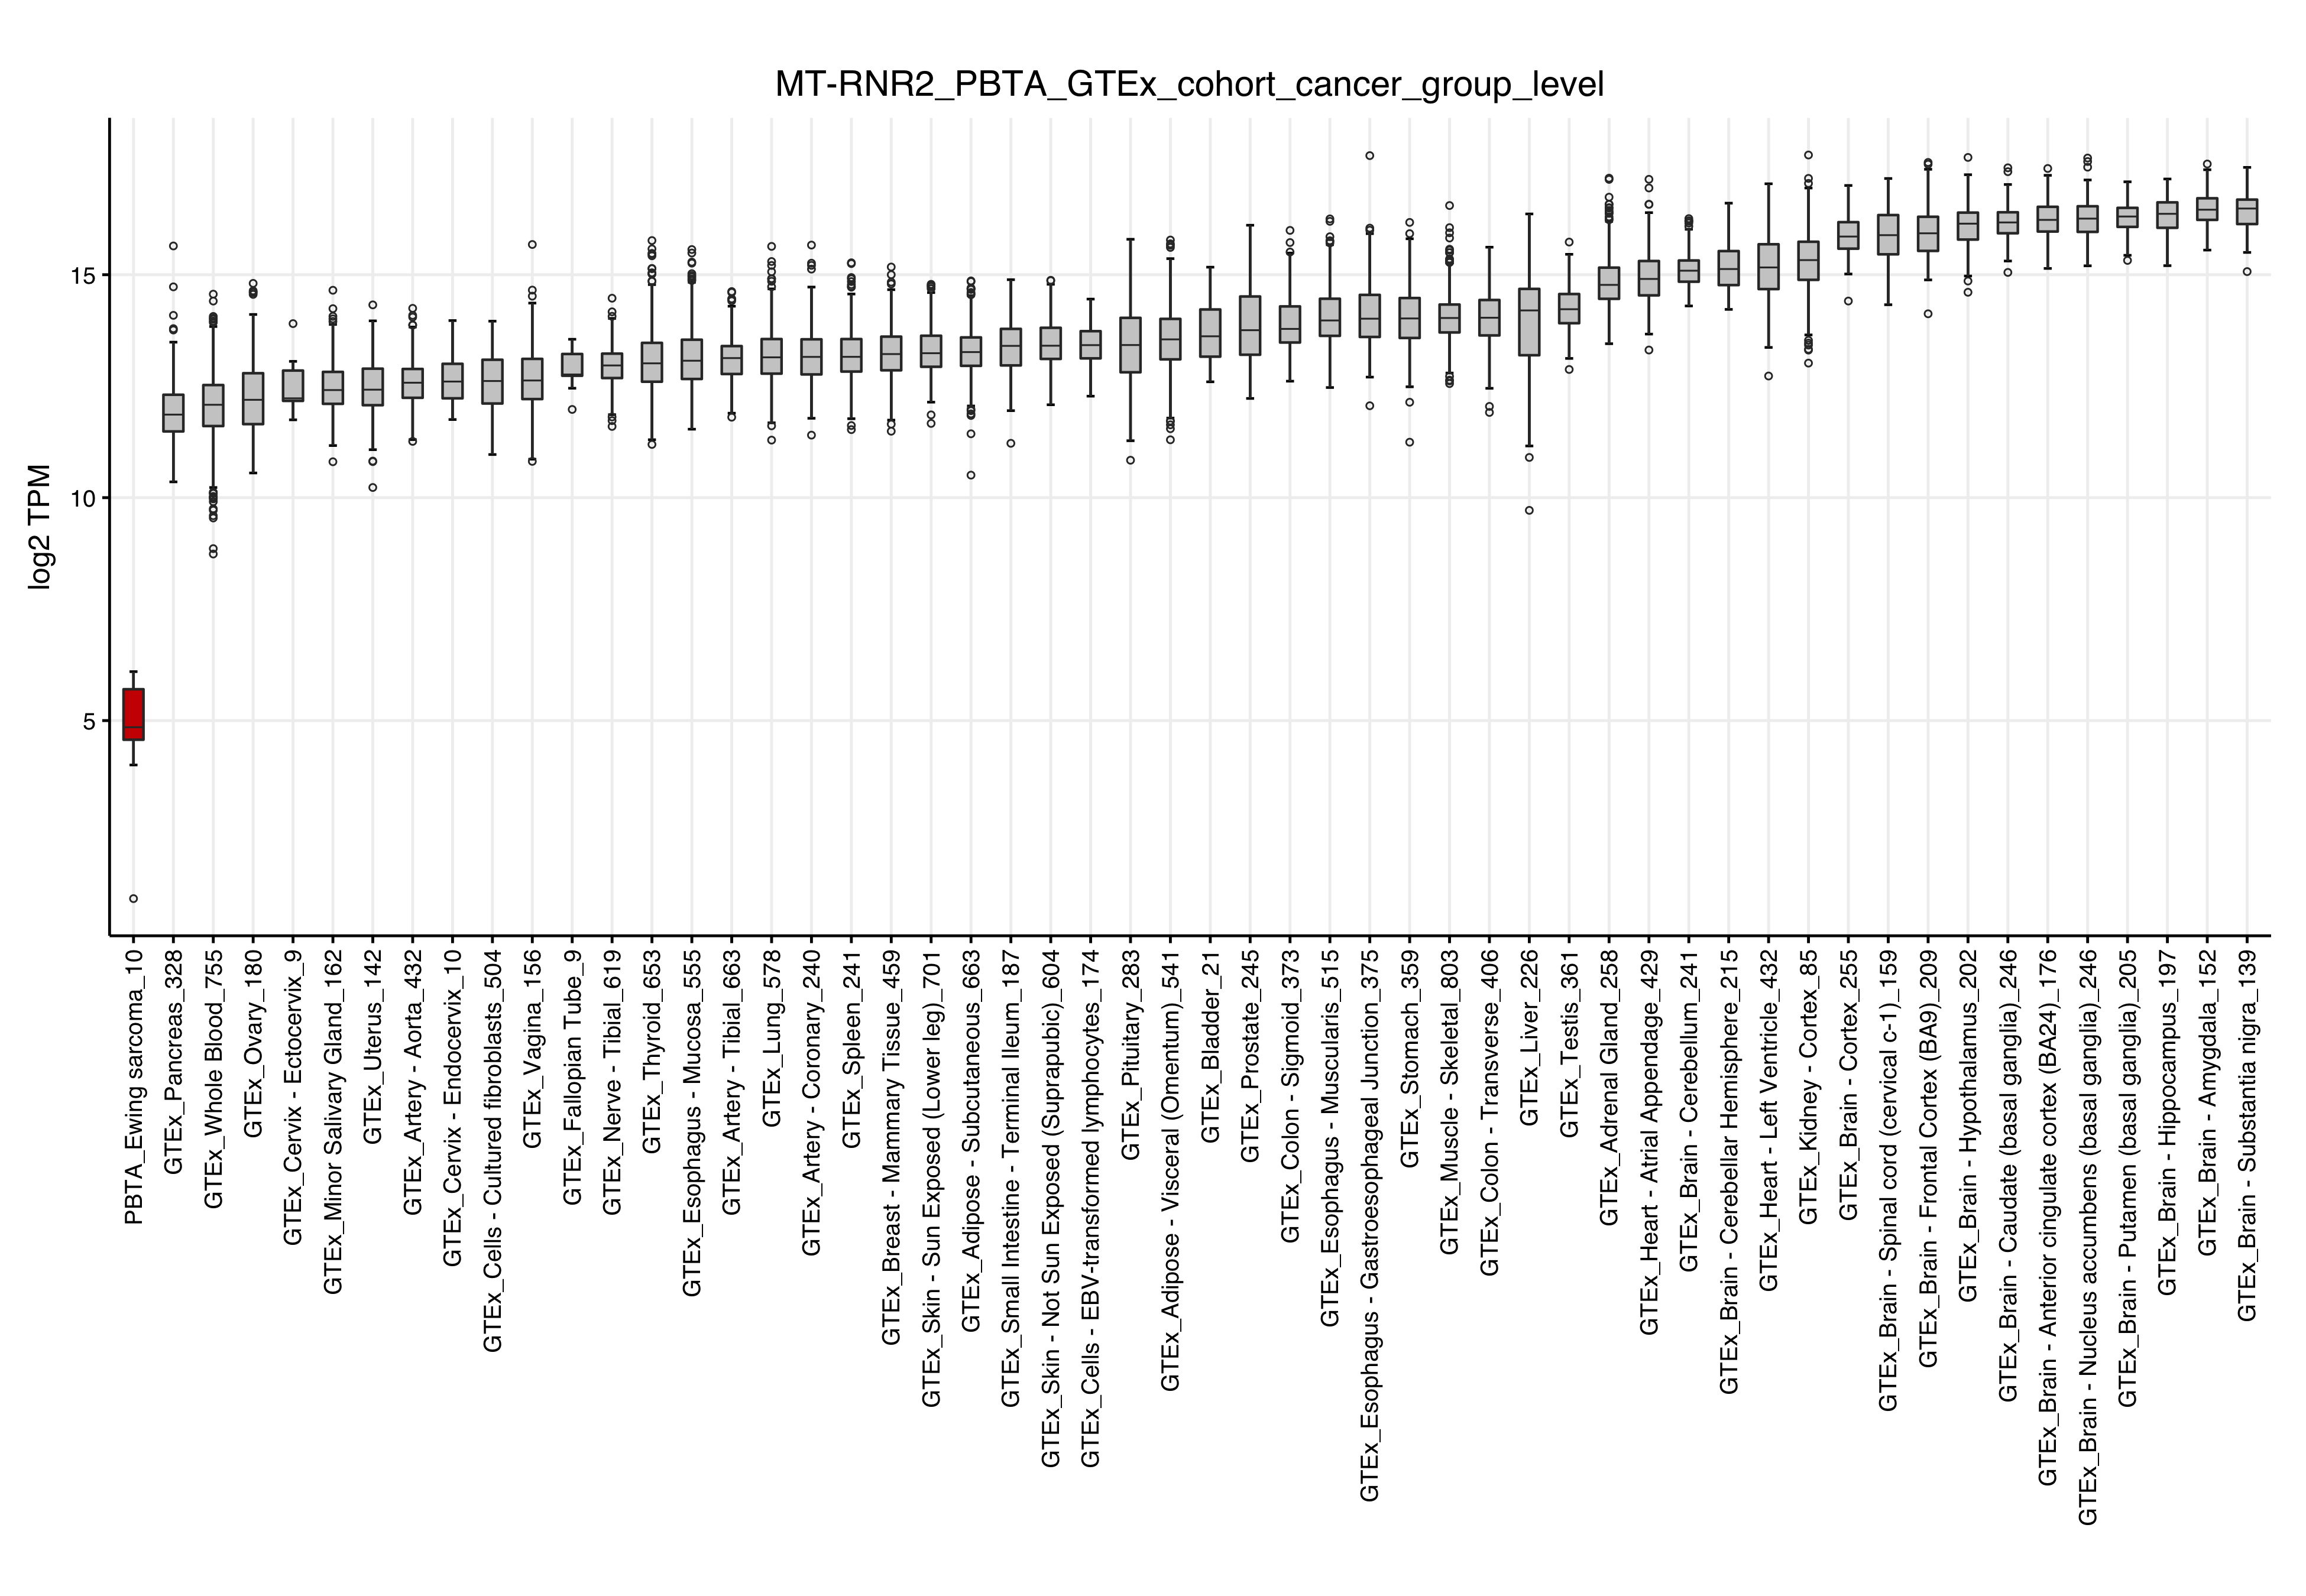 MT-RNR2_PBTA_GTEx_cohort_cancer_group_level
log2 TPM
15
10
5
PBTA_Ewing sarcoma_10
GTEx_Pancreas_328
GTEx_Whole Blood_755
GTEx_Ovary_180
GTEx_Cervix - Ectocervix_9
GTEx_Minor Salivary Gland_162
GTEx_Uterus_142
GTEx_Artery - Aorta_432
GTEx_Cervix - Endocervix_10
GTEx_Cells - Cultured fibroblasts_504
GTEx_Vagina_156
GTEx_Fallopian Tube_9
GTEx_Nerve - Tibial_619
GTEx_Thyroid_653
GTEx_Esophagus - Mucosa_555
GTEx_Artery - Tibial_663
GTEx_Lung_578
GTEx_Artery - Coronary_240
GTEx_Spleen_241
GTEx_Breast - Mammary Tissue_459
GTEx_Skin - Sun Exposed (Lower leg)_701
GTEx_Adipose - Subcutaneous_663
GTEx_Small Intestine - Terminal Ileum_187
GTEx_Skin - Not Sun Exposed (Suprapubic)_604
GTEx_Cells - EBV-transformed lymphocytes_174
GTEx_Pituitary_283
GTEx_Adipose - Visceral (Omentum)_541
GTEx_Bladder_21
GTEx_Prostate_245
GTEx_Colon - Sigmoid_373
GTEx_Esophagus - Muscularis_515
GTEx_Esophagus - Gastroesophageal Junction_375
GTEx_Stomach_359
GTEx_Muscle - Skeletal_803
GTEx_Colon - Transverse_406
GTEx_Liver_226
GTEx_Testis_361
GTEx_Adrenal Gland_258
GTEx_Heart - Atrial Appendage_429
GTEx_Brain - Cerebellum_241
GTEx_Brain - Cerebellar Hemisphere_215
GTEx_Heart - Left Ventricle_432
GTEx_Kidney - Cortex_85
GTEx_Brain - Cortex_255
GTEx_Brain - Spinal cord (cervical c-1)_159
GTEx_Brain - Frontal Cortex (BA9)_209
GTEx_Brain - Hypothalamus_202
GTEx_Brain - Caudate (basal ganglia)_246
GTEx_Brain - Anterior cingulate cortex (BA24)_176
GTEx_Brain - Nucleus accumbens (basal ganglia)_246
GTEx_Brain - Putamen (basal ganglia)_205
GTEx_Brain - Hippocampus_197
GTEx_Brain - Amygdala_152
GTEx_Brain - Substantia nigra_139